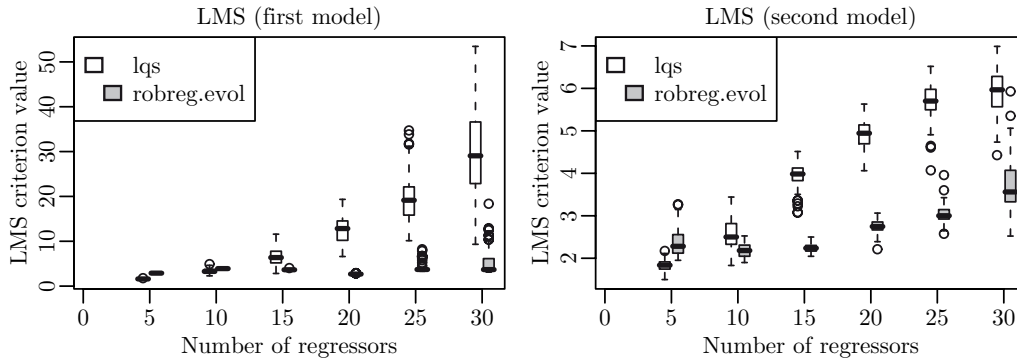 LMS (first model)
LMS criterion value
0
10
20
30
40
50
lqs
robreg.evol
0
5
10
15
20
25
30
Number of regressors
LMS (second model)
LMS criterion value
2
3
4
5
6
7
lqs
robreg.evol
0
5
10
15
20
25
30
Number of regressors